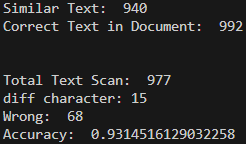 Similar Text:  940
Correct Text in Document:  992
Total Text Scan:  977
diff character: 15
Wrong:  68
Accuracy:  0.9314516129032258